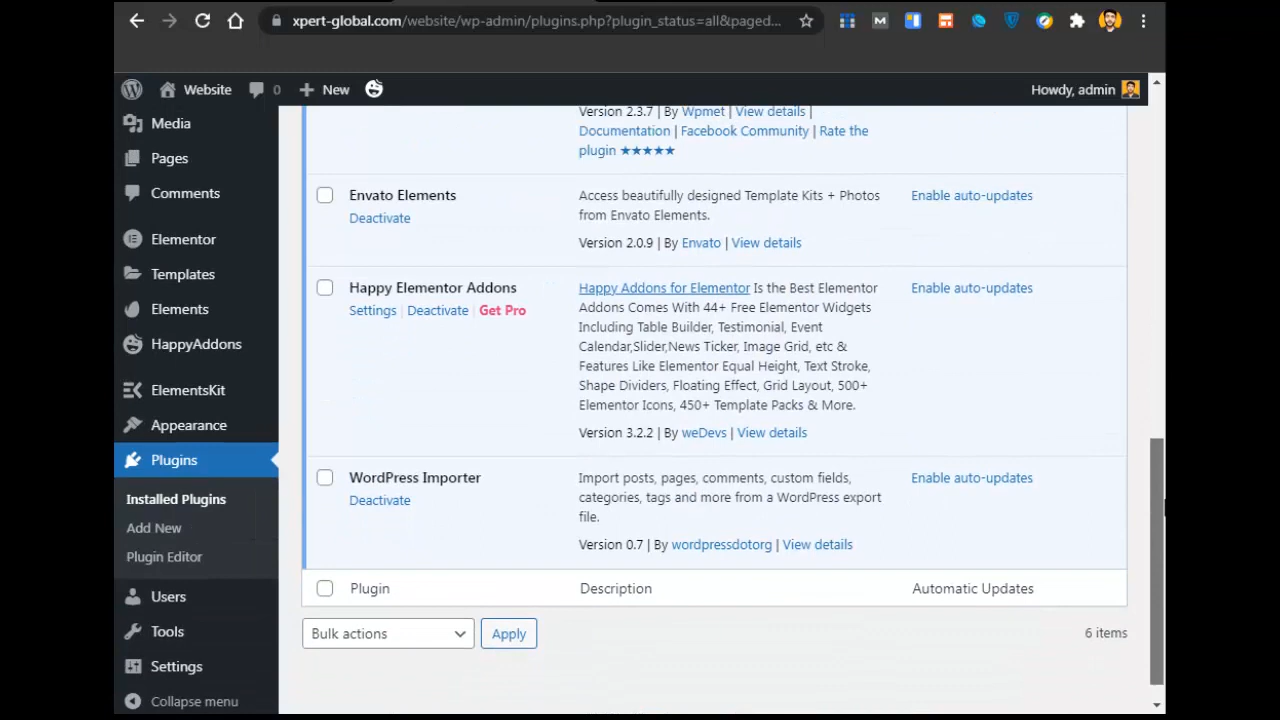 xpert-global.com/website/wp-admin/plugins.php?plugin_status=all&paged...
Website 0 New Howdy, admin
Media
Pages
Comments
Elementor
Templates
Elements
HappyAddons
ElementsKit
Appearance
Plugins
Installed Plugins
Add New
Plugin Editor
Users
Tools
Settings
Collapse menu
Version 2.3.7 | By Wpmet | View details |
Documentation | Facebook Community | Rate the
plugin ★★★★★
Envato Elements
Deactivate
Access beautifully designed Template Kits + Photos
from Envato Elements.
Version 2.0.9 | By Envato | View details
Enable auto-updates
Happy Elementor Addons
Settings | Deactivate | Get Pro
Happy Addons for Elementor Is the Best Elementor
Addons Comes With 44+ Free Elementor Widgets
Including Table Builder, Testimonial, Event
Calendar,Slider,News Ticker, Image Grid, etc &
Features Like Elementor Equal Height, Text Stroke,
Shape Dividers, Floating Effect, Grid Layout, 500+
Elementor Icons, 450+ Template Packs & More.
Version 3.2.2 | By weDevs | View details
Enable auto-updates
WordPress Importer
Deactivate
Import posts, pages, comments, custom fields,
categories, tags and more from a WordPress export
file.
Version 0.7 | By wordpressdotorg | View details
Enable auto-updates
Plugin Description Automatic Updates
Bulk actions Apply 6 items